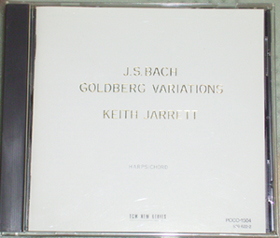 J.S. BACH
GOLDBERG VARIATIONS
KEITH JARRETT
HARPSICHORD
ECM NEW SERIES